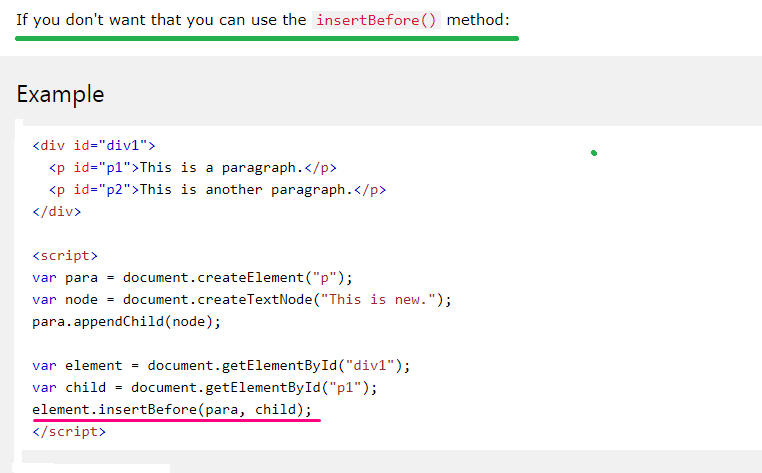 If you don't want that you can use the insertBefore() method:
Example
<div id="div1">
  <p id="p1">This is a paragraph.</p>
  <p id="p2">This is another paragraph.</p>
</div>
<script>
var para = document.createElement("p");
var node = document.createTextNode("This is new.");
para.appendChild(node);
var element = document.getElementById("div1");
var child = document.getElementById("p1");
element.insertBefore(para, child);
</script>